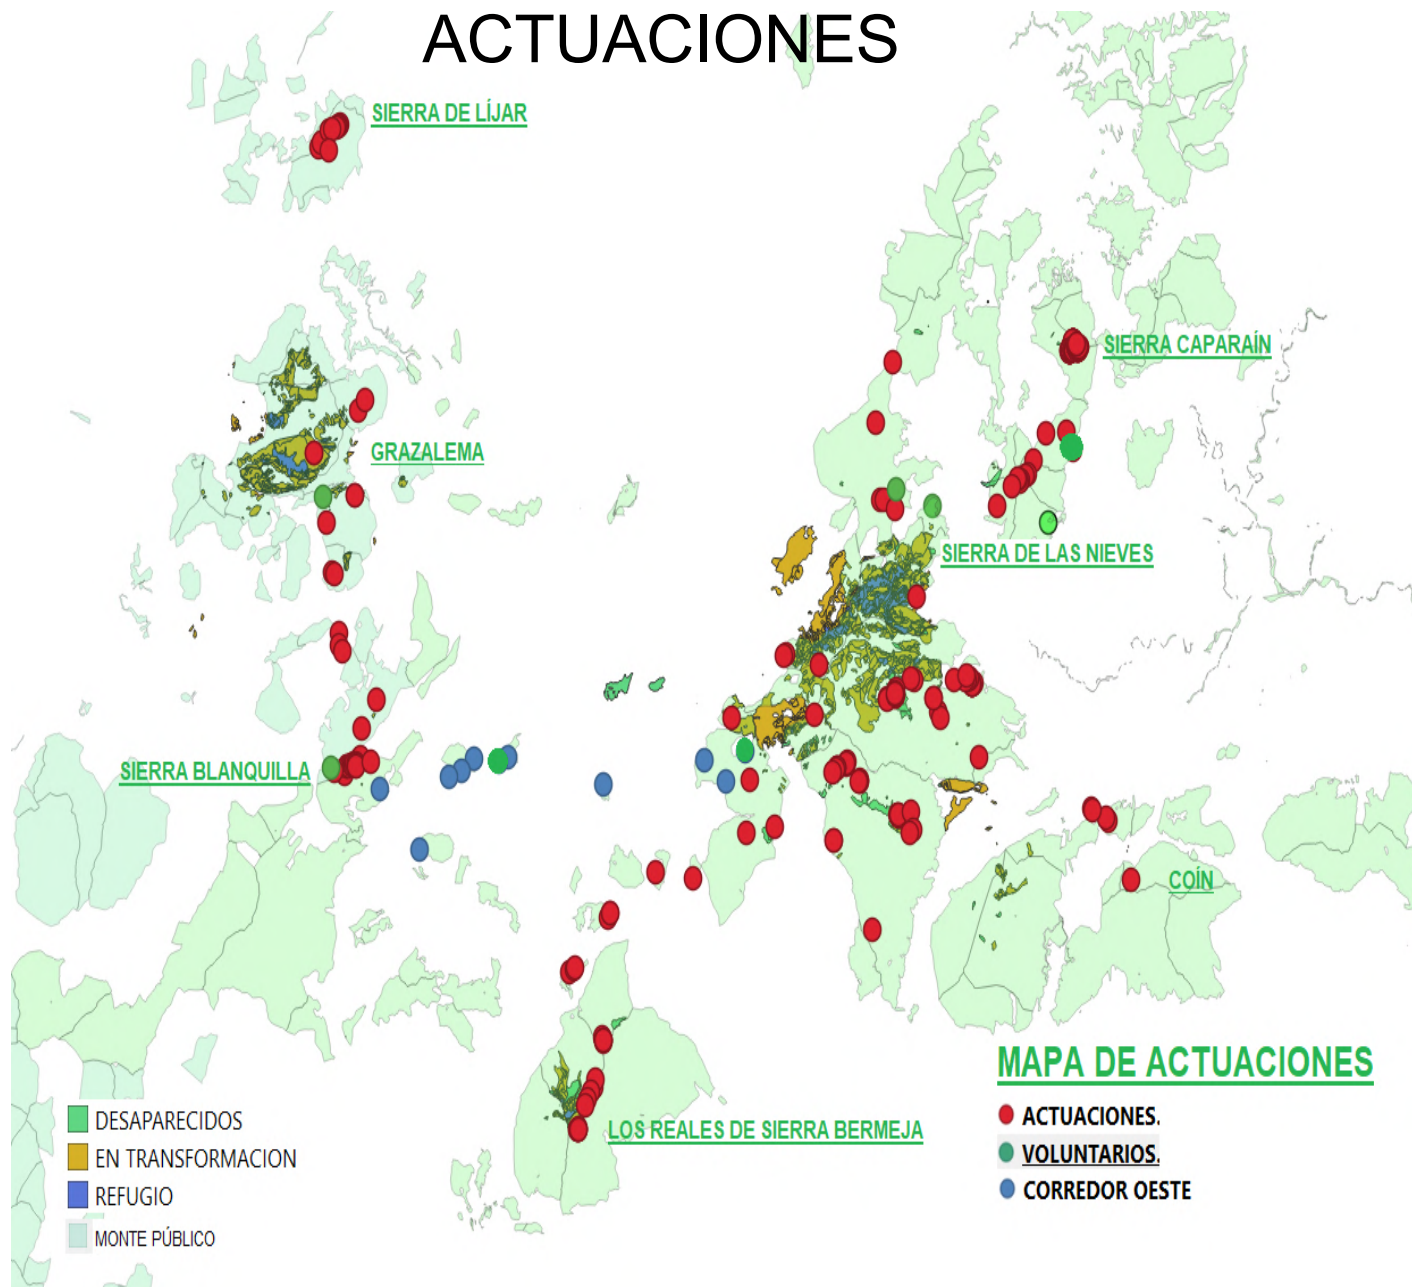 ACTUACIONES
SIERRA DE LÍJAR
SIERRA CAPARAÍN
GRAZALEMA
SIERRA DE LAS NIEVES
SIERRA BLANQUILLA
COÍN
LOS REALES DE SIERRA BERMEJA
MAPA DE ACTUACIONES
ACTUACIONES.
VOLUNTARIOS.
CORREDOR OESTE
DESAPARECIDOS
EN TRANSFORMACION
REFUGIO
MONTE PÚBLICO